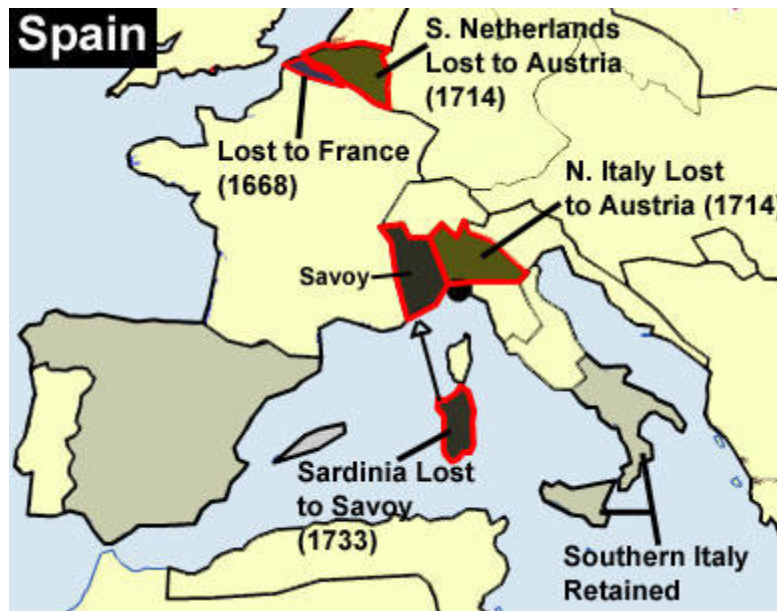 Spain
S. Netherlands
Lost to Austria
(1714)
Lost to France
(1668)
N. Italy Lost
to Austria (1714)
Savoy
Sardinia Lost
to Savoy
(1733)
Southern Italy
Retained